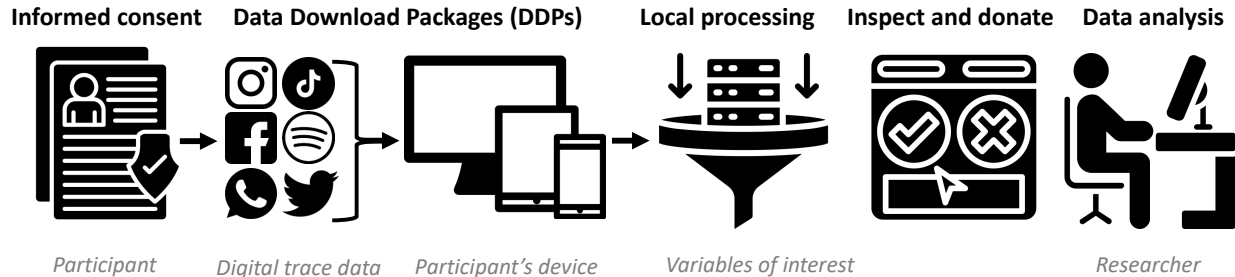 Informed consent
Data Download Packages (DDPs)
Local processing
Inspect and donate
Data analysis
Participant
Digital trace data
Participant's device
Variables of interest
Researcher